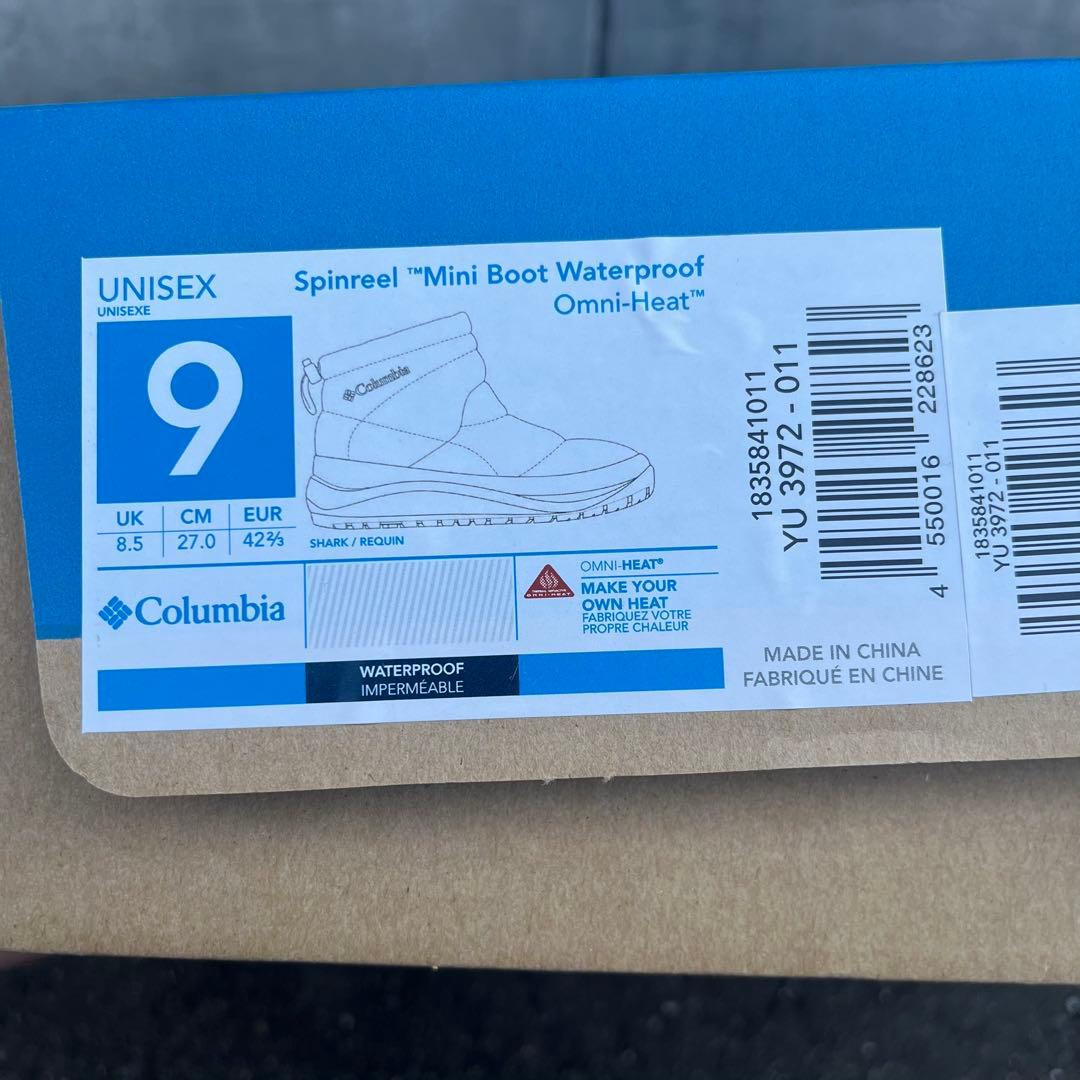 UNISEX
UNISEXE
9
UK CM EUR
8.5 27.0 42⅔
Spinreel ™Mini Boot Waterproof
Omni-Heat™
Columbia
SHARK / REQUIN
Columbia
OMNI-HEAT®
MAKE YOUR
OWN HEAT
FABRIQUEZ VOTRE
PROPRE CHALEUR
WATERPROOF
IMPERMÉABLE
1835841011
YU 3972 - 011
4 550016 228623
MADE IN CHINA
FABRIQUÉ EN CHINE
1835841011
YU 3972 - 011